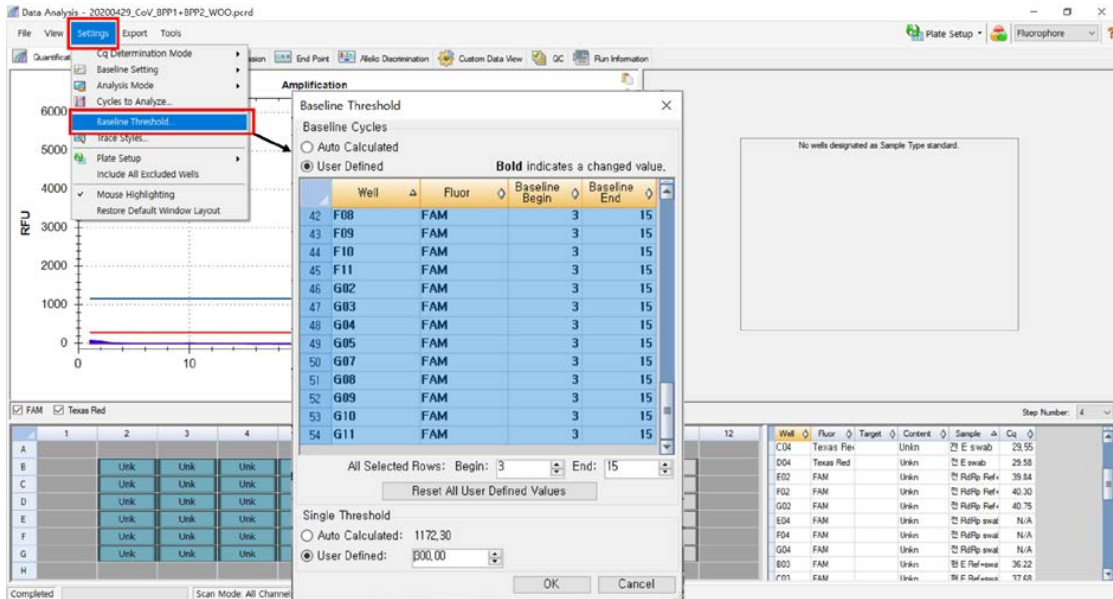 Data Analysis - 20200429_CoV_BPP1+BPP2_WOO.pcrd
File View Settings Export Tools
Plate Setup
Fluorophore
?
Quantificat
End Point
Allelic Discrimination
Custom Data View
QC
Run Information
Cq Determination Mode
Baseline Setting
Analysis Mode
Cycles to Analyze...
Baseline Threshold...
Trace Styles...
Plate Setup
Include All Excluded Wells
Mouse Highlighting
Restore Default Window Layout
Amplification
RFU
6000
5000
4000
3000
2000
1000
0
0 10
No wells designated as Sample Type standard.
Baseline Threshold
Baseline Cycles
Auto Calculated
User Defined
Bold indicates a changed value.
Well Fluor Baseline Begin Baseline End
42 F08 FAM 3 15
43 F09 FAM 3 15
44 F10 FAM 3 15
45 F11 FAM 3 15
46 G02 FAM 3 15
47 G03 FAM 3 15
48 G04 FAM 3 15
49 G05 FAM 3 15
50 G07 FAM 3 15
51 G08 FAM 3 15
52 G09 FAM 3 15
53 G10 FAM 3 15
54 G11 FAM 3 15
All Selected Rows: Begin: 3 End: 15
Reset All User Defined Values
Single Threshold
Auto Calculated: 1172,30
User Defined: 300,00
OK Cancel
FAM Texas Red
Step Number: 4
1 2 3 4 12
A
B Unk Unk Unk
C Unk Unk Unk
D Unk Unk Unk
E Unk Unk Unk
F Unk Unk Unk
G Unk Unk Unk
H
Well Fluor Target Content Sample Cq
C04 Texas Re Unkn 전 E swab 29,55
D04 Texas Red Unkn 전 E swab 29.58
E02 FAM Unkn 전 RdRp Ref+ 39.84
F02 FAM Unkn 전 RdRp Ref+ 40.30
G02 FAM Unkn 전 RdRp Ref+ 40.75
E04 FAM Unkn 전 RdRp swab N/A
F04 FAM Unkn 전 RdRp swab N/A
G04 FAM Unkn 전 RdRp swab N/A
B03 FAM Unkn E Ref+swa 36.22
C03 FAM Unkn E Ref+swa 37.68
Completed
Scan Mode: All Channel